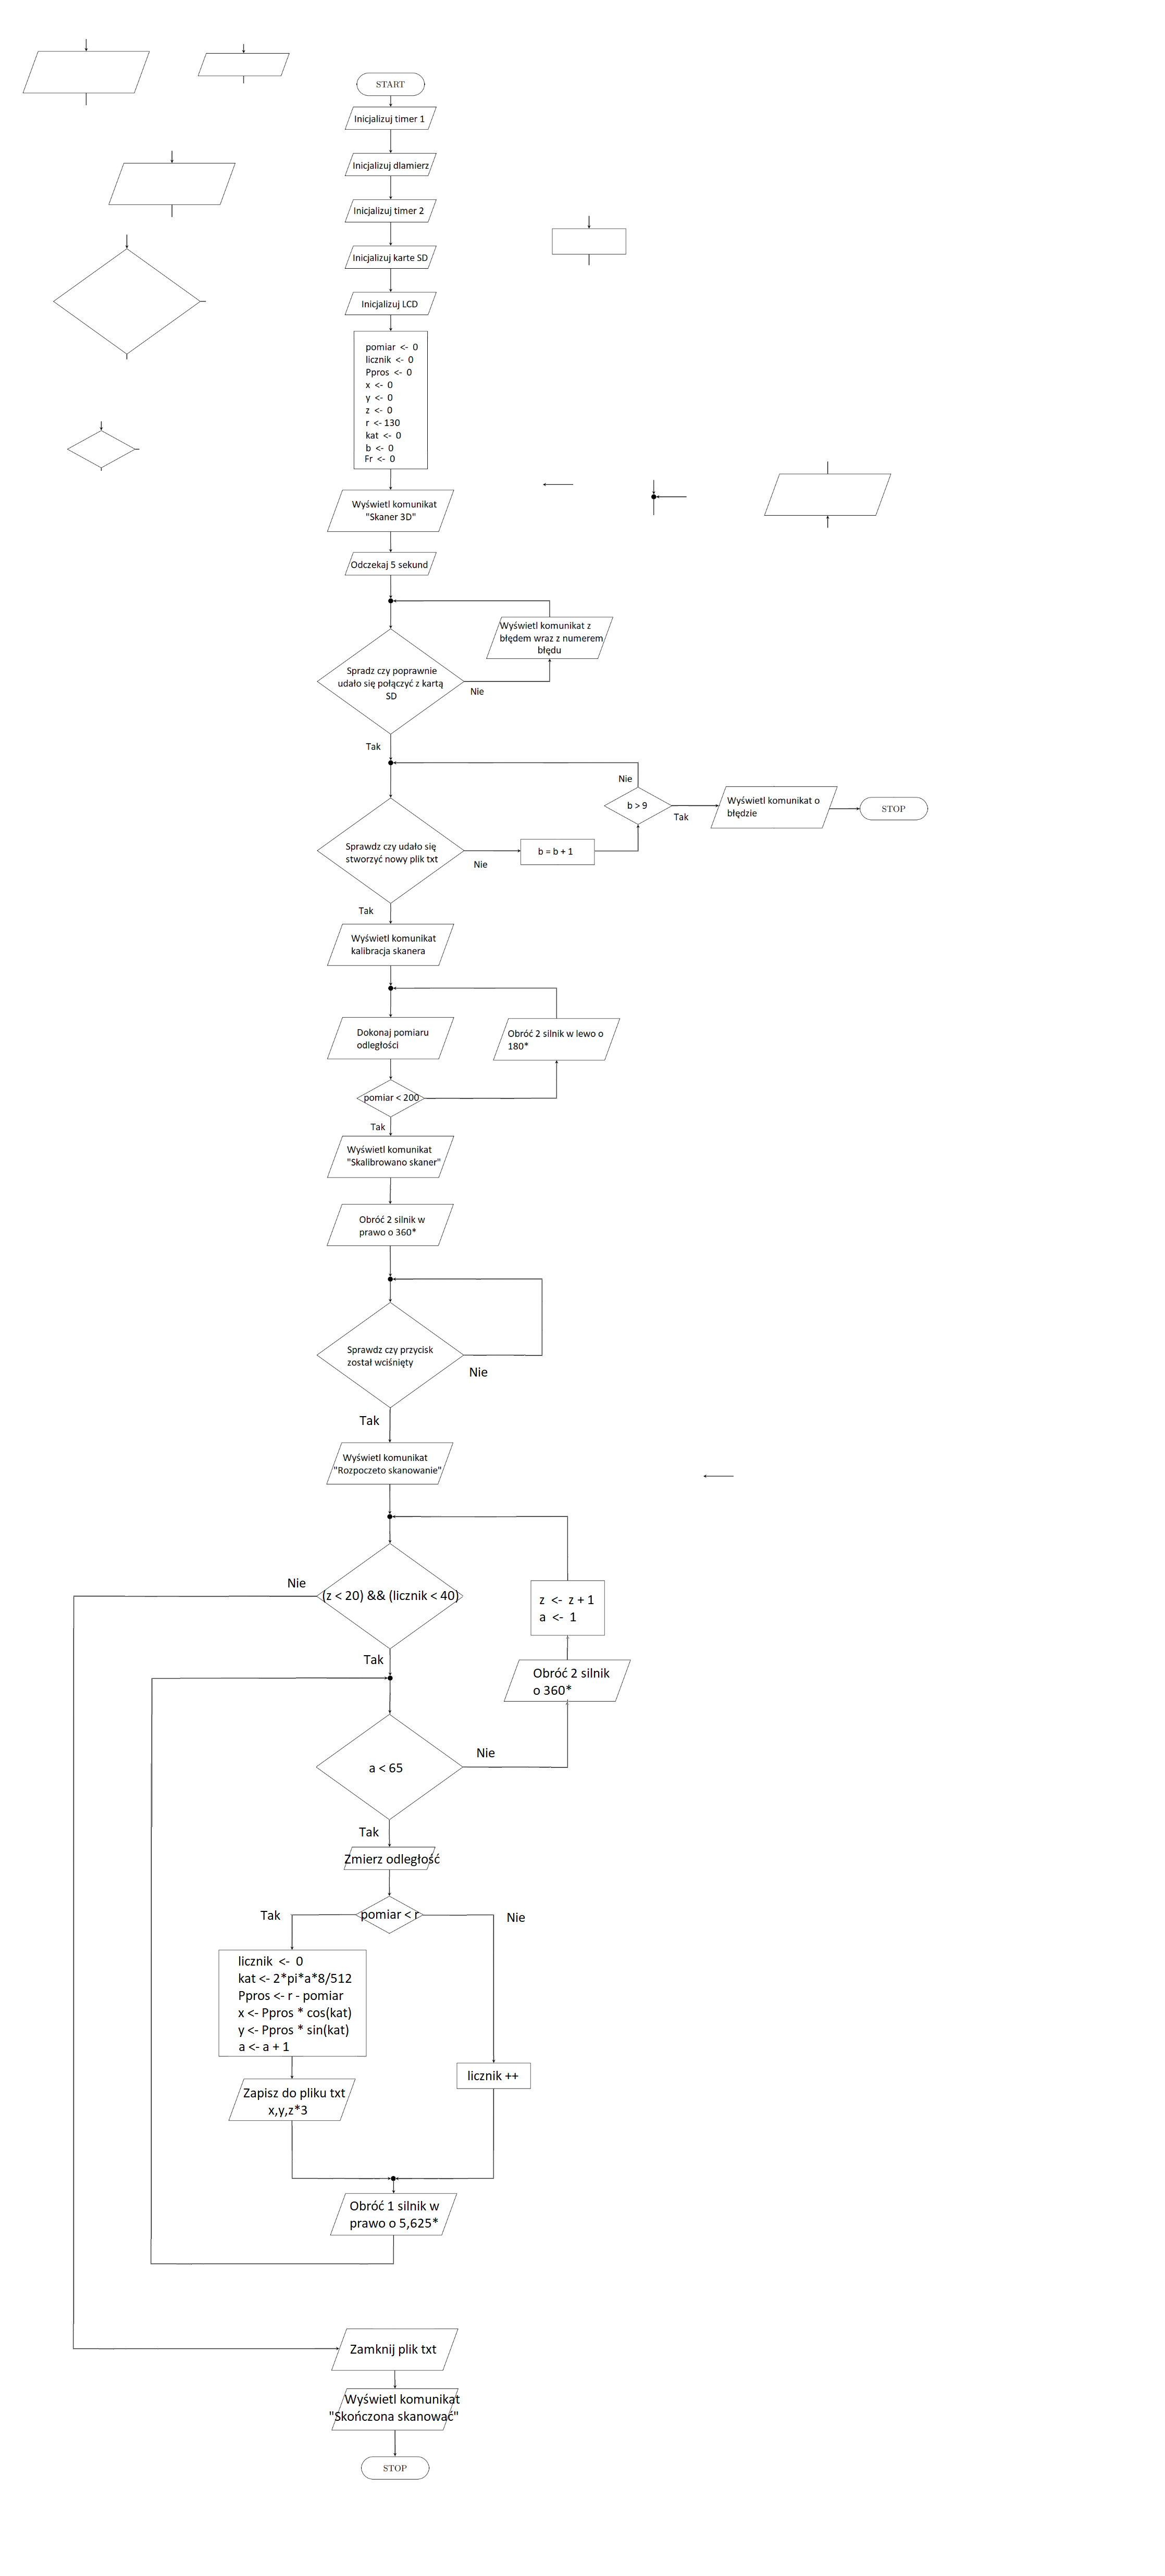 START
Inicjalizuj timer 1
Inicjalizuj dlamierz
Inicjalizuj timer 2
Inicjalizuj karte SD
Inicjalizuj LCD
pomiar <- 0
licznik <- 0
Ppros <- 0
x <- 0
y <- 0
z <- 0
r <- 130
kat <- 0
b <- 0
Fr <- 0
Wyświetl komunikat
"Skaner 3D"
Odczekaj 5 sekund
Wyświetl komunikat z
błędem wraz z numerem
błędu
Spradz czy poprawnie
udało się połączyć z kartą
SD
Nie
Tak
Nie
b > 9
Tak
Wyświetl komunikat o
błędzie
STOP
Sprawdz czy udało się
stworzyć nowy plik txt
Nie
b = b + 1
Tak
Wyświetl komunikat
kalibracja skanera
Dokonaj pomiaru
odległości
Obróć 2 silnik w lewo o
180*
pomiar < 200
Tak
Wyświetl komunikat
"Skalibrowano skaner"
Obróć 2 silnik w
prawo o 360*
Sprawdz czy przycisk
został wciśnięty
Nie
Tak
Wyświetl komunikat
"Rozpoczeto skanowanie"
Nie
(z < 20) && (licznik < 40)
z <- z + 1
a <- 1
Tak
Obróć 2 silnik
o 360*
Nie
a < 65
Tak
Zmierz odległość
Tak
pomiar < r
Nie
licznik <- 0
kat <- 2*pi*a*8/512
Ppros <- r - pomiar
x <- Ppros * cos(kat)
y <- Ppros * sin(kat)
a <- a + 1
licznik ++
Zapisz do pliku txt
x,y,z*3
Obróć 1 silnik w
prawo o 5,625*
Zamknij plik txt
Wyświetl komunikat
"Skończona skanować"
STOP